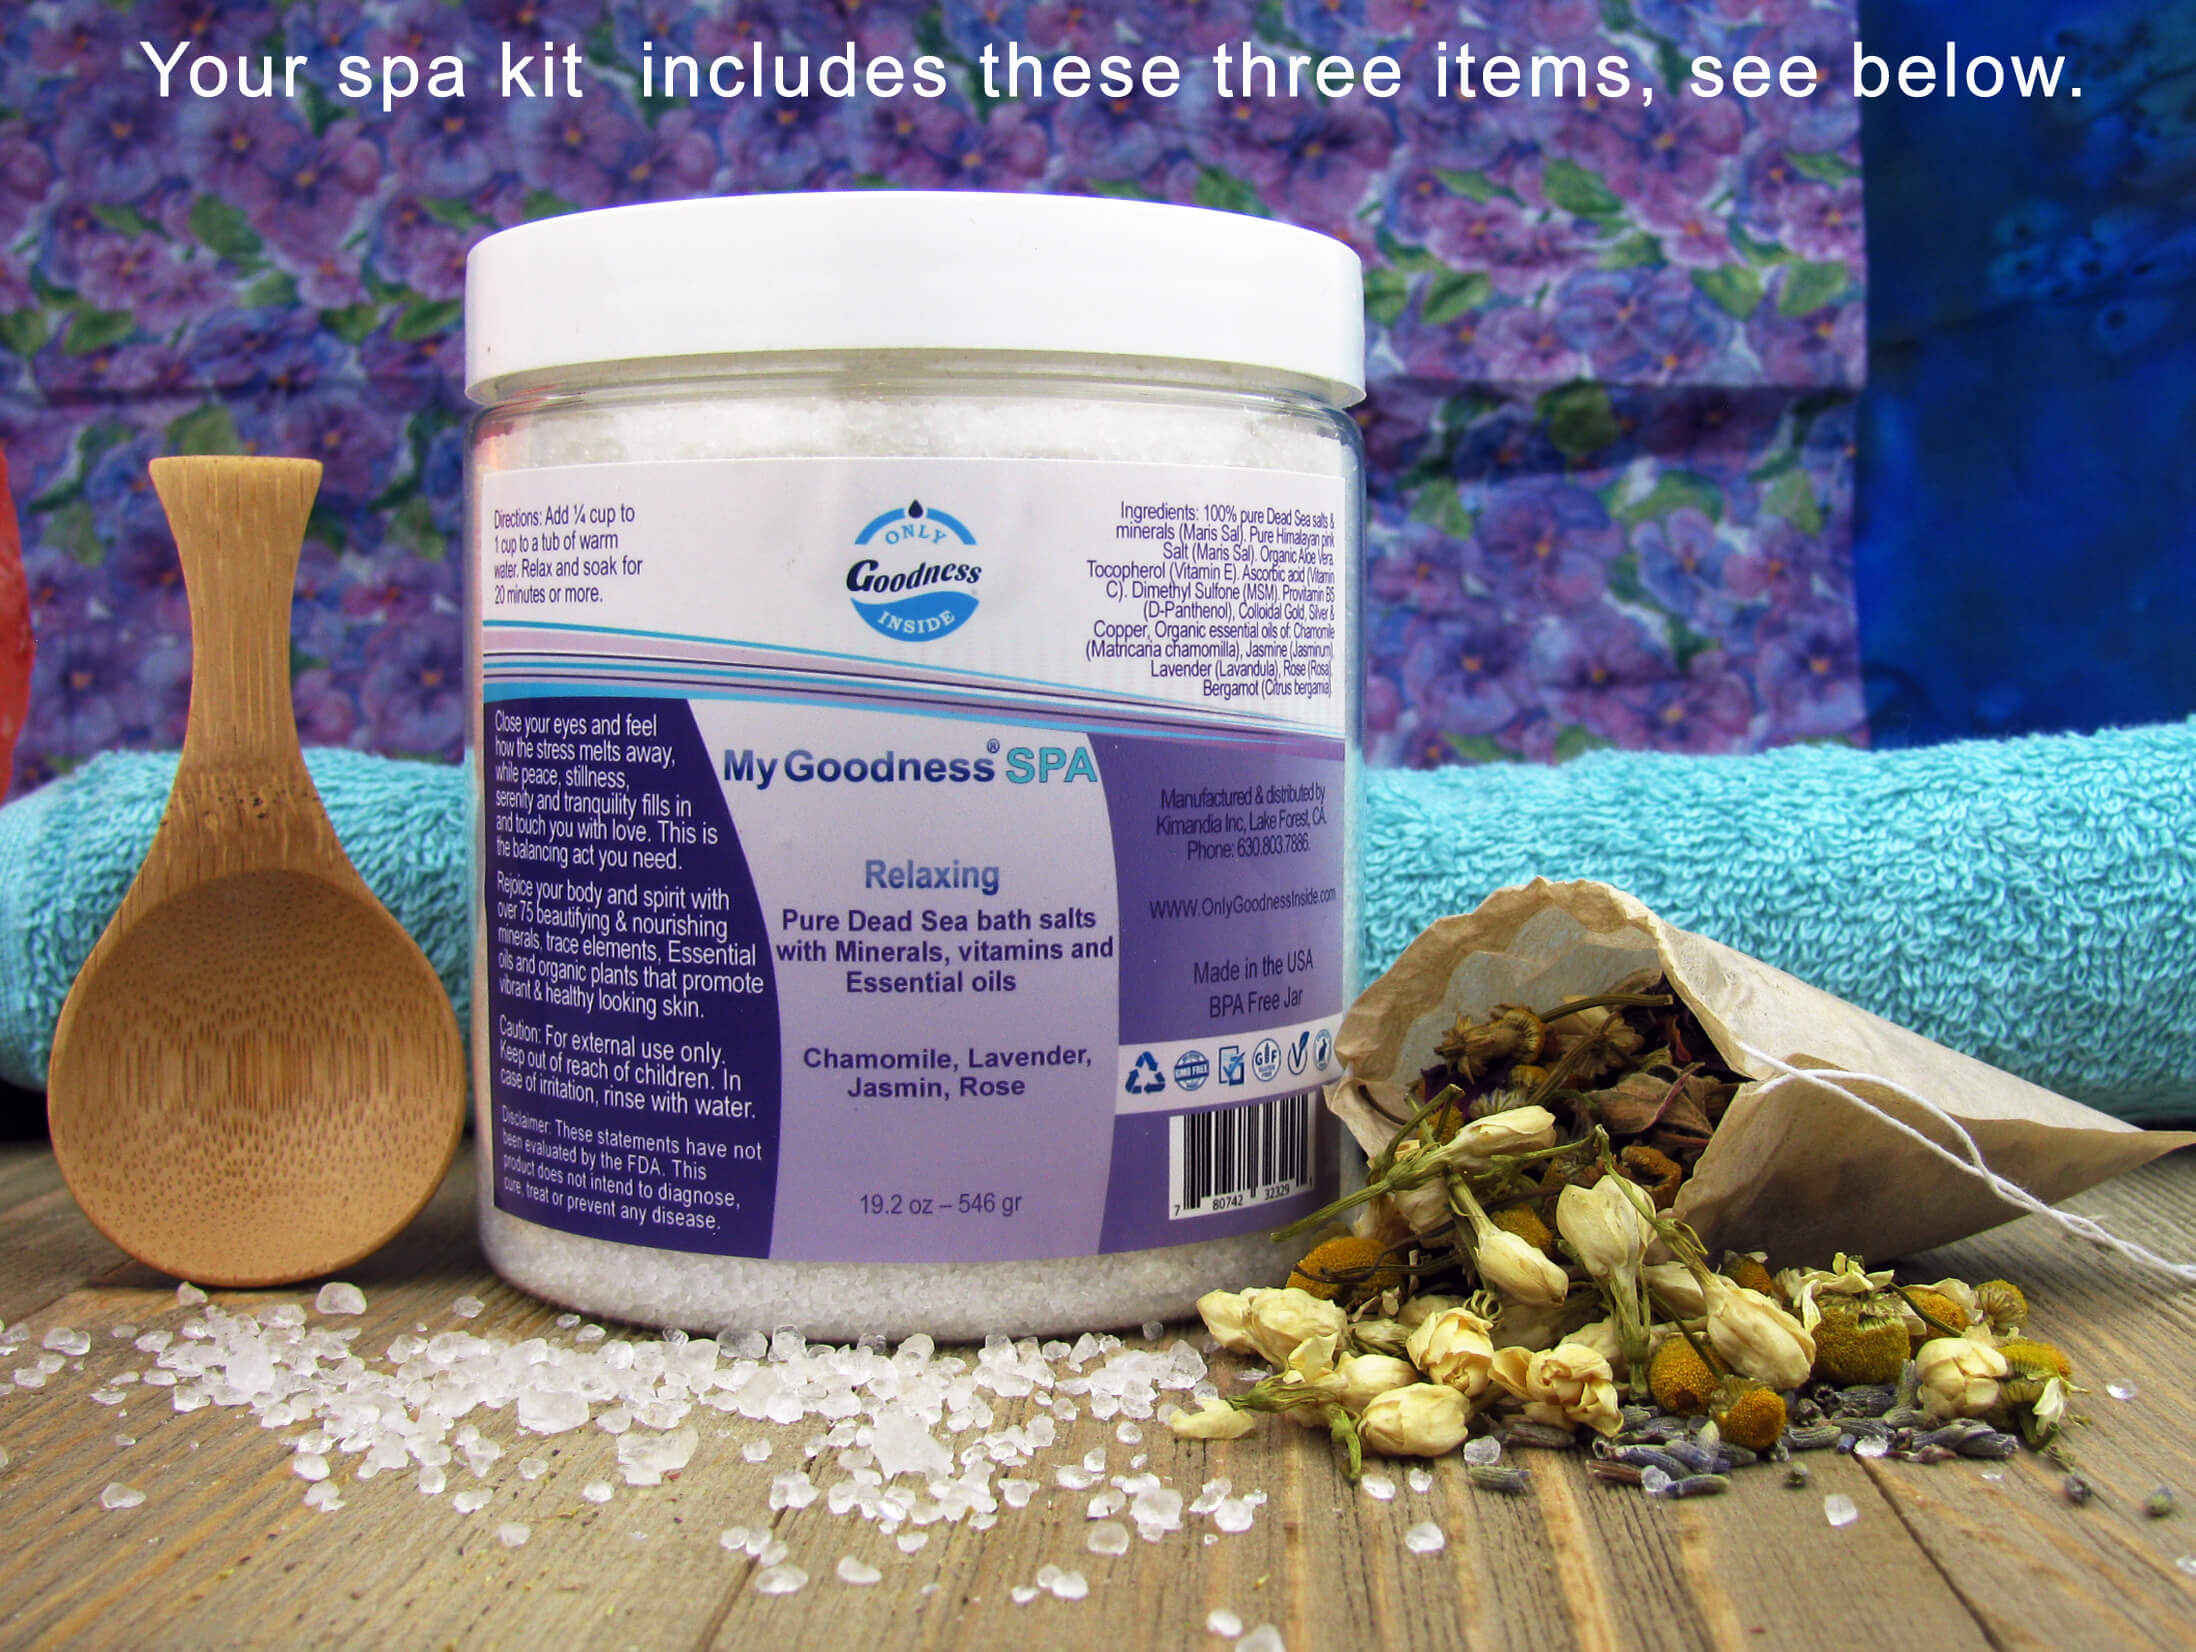 Your spa kit includes these three items, see below.
Directions: Add ¼ cup to
1 cup to a tub of warm
water. Relax and soak for
20 minutes or more.
ONLY
Goodness
INSIDE
Ingredients: 100% pure Dead Sea salts &
minerals (Maris Sal). Pure Himalayan pink
Salt (Maris Sal). Organic Aloe Vera.
Tocopherol (Vitamin E). Ascorbic acid (Vitamin
C). Dimethyl Sulfone (MSM). Provitamin B5
(D-Panthenol), Colloidal Gold, Silver &
Copper, Organic essential oils of: Chamomile
(Matricaria chamomilla), Jasmine (Jasminum),
Lavender (Lavandula), Rose (Rosa),
Bergamot (Citrus bergamia).
Close your eyes and feel
how the stress melts away,
while peace, stillness,
serenity and tranquility fills in
and touch you with love. This is
the balancing act you need.
Rejoice your body and spirit with
over 75 beautifying & nourishing
minerals, trace elements, Essential
oils and organic plants that promote
vibrant & healthy looking skin.
Caution: For external use only.
Keep out of reach of children. In
case of irritation, rinse with water.
Disclaimer: These statements have not
been evaluated by the FDA. This
product does not intend to diagnose,
cure, treat or prevent any disease.
My Goodness® SPA
Relaxing
Pure Dead Sea bath salts
with Minerals, vitamins and
Essential oils
Chamomile, Lavender,
Jasmin, Rose
19.2 oz – 546 gr
Manufactured & distributed by
Kimandia Inc, Lake Forest, CA.
Phone: 630.803.7886.
WWW.OnlyGoodnessInside.com
Made in the USA
BPA Free Jar
GMO FREE
GF
7 80742 32329 1